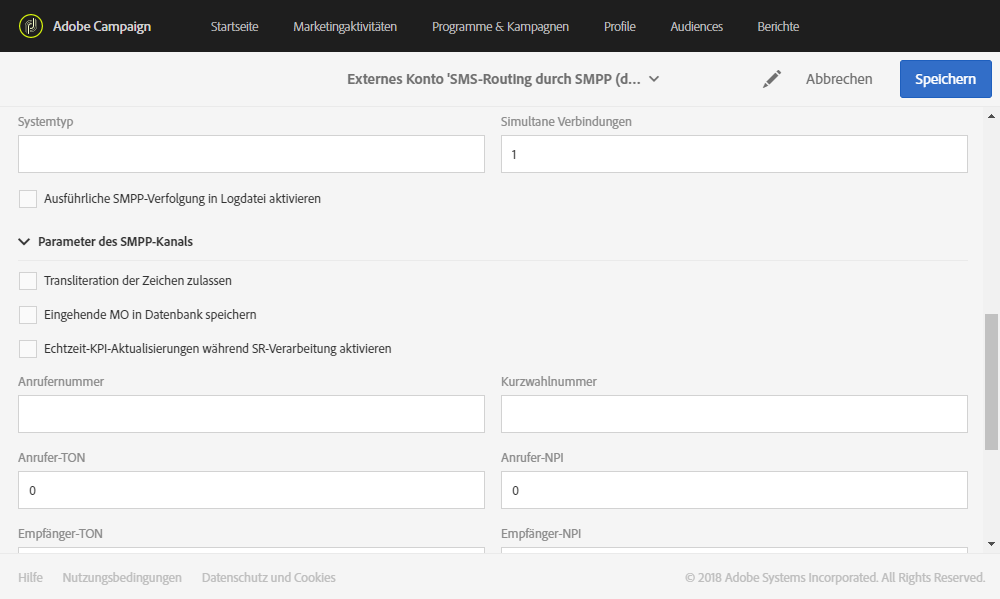 Adobe Campaign Startseite Marketingaktivitäten Programme & Kampagnen Profile Audiences Berichte
Externes Konto 'SMS-Routing durch SMPP (d... Abbrechen Speichern
Systemtyp Simultane Verbindungen
1
Ausführliche SMPP-Verfolgung in Logdatei aktivieren
Parameter des SMPP-Kanals
Transliteration der Zeichen zulassen
Eingehende MO in Datenbank speichern
Echtzeit-KPI-Aktualisierungen während SR-Verarbeitung aktivieren
Anrufernummer Kurzwahlnummer
Anrufer-TON Anrufer-NPI
0 0
Empfänger-TON Empfänger-NPI
Hilfe Nutzungsbedingungen Datenschutz und Cookies © 2018 Adobe Systems Incorporated. All Rights Reserved.